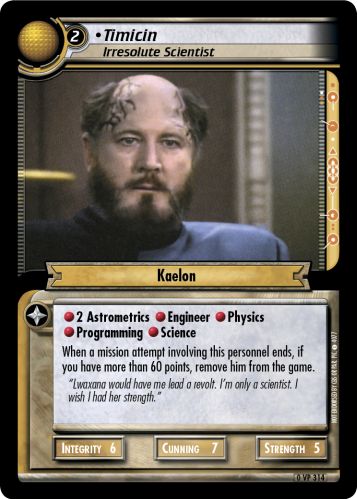 2 • Timicin
Irresolute Scientist
Kaelon
2 Astrometrics Engineer Physics
Programming Science
When a mission attempt involving this personnel ends, if
you have more than 60 points, remove him from the game.
"Lwaxana would have me lead a revolt. I'm only a scientist. I
wish I had her strength."
INTEGRITY 6 CUNNING 7 STRENGTH 5
0 VP 314